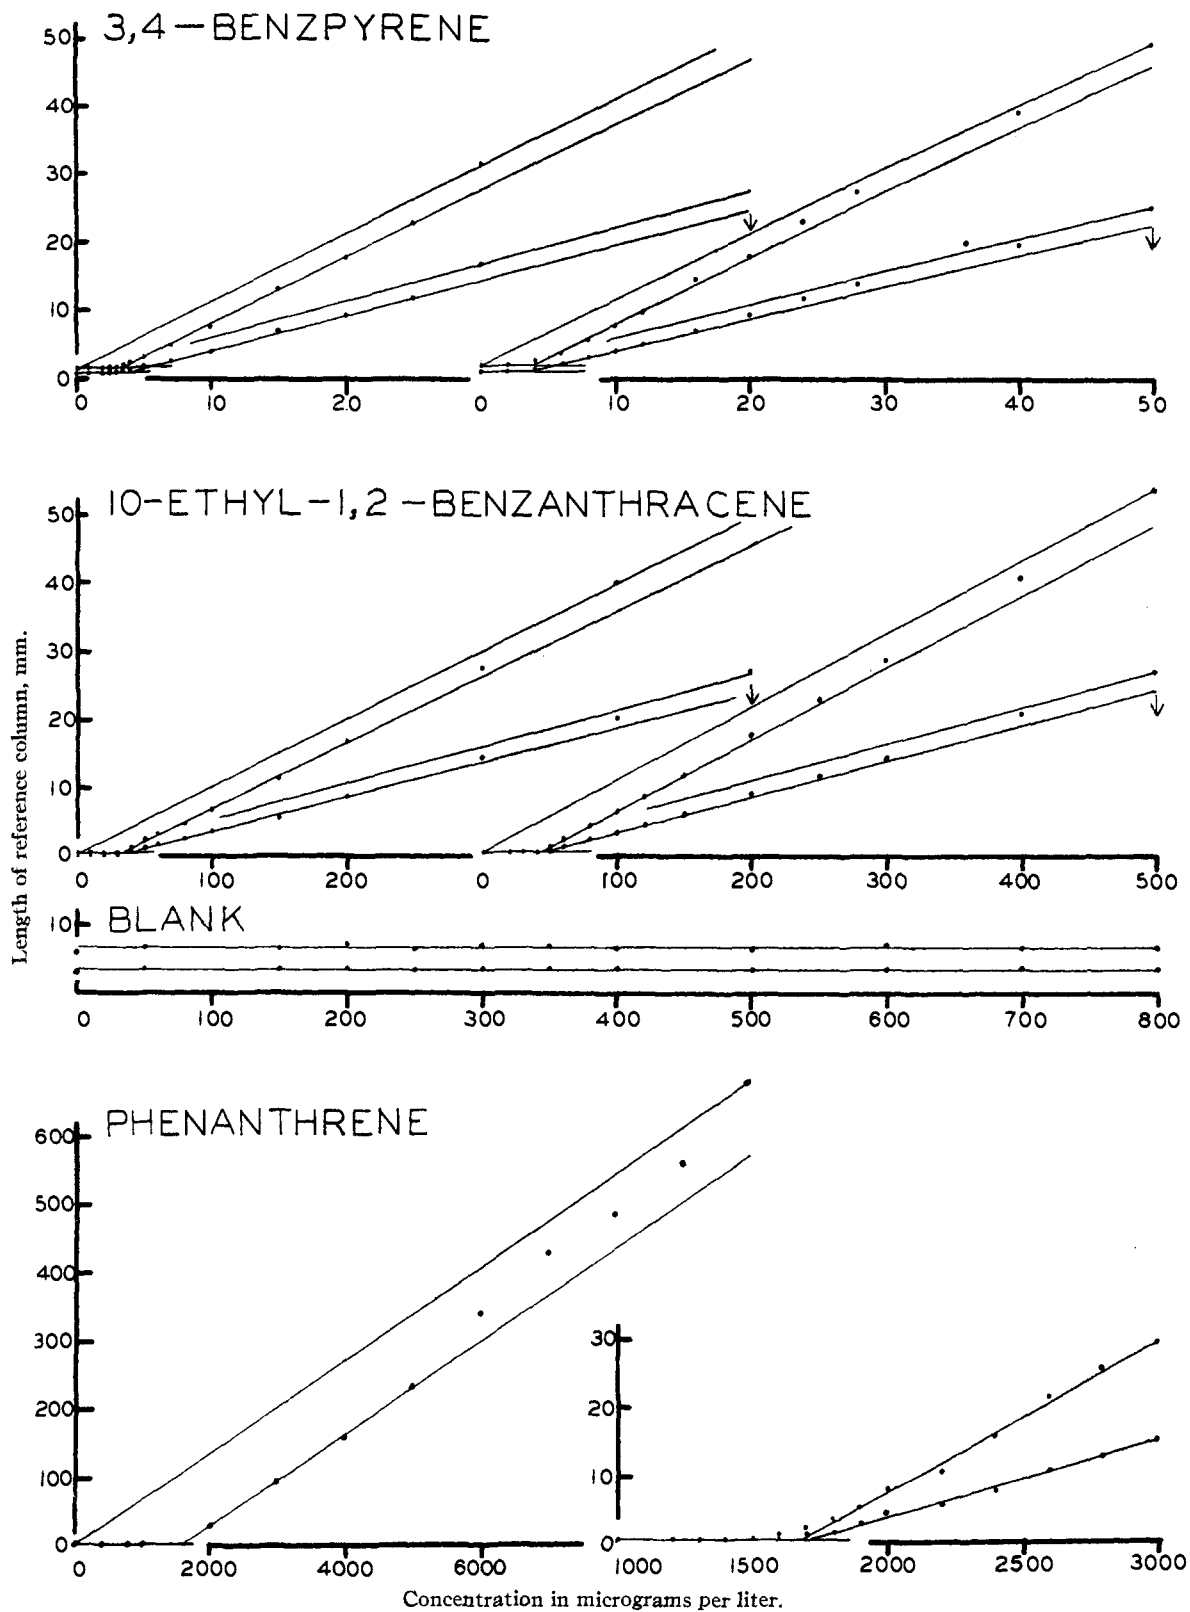 3,4-BENZPYRENE
50
40
30
20
10
0
0 10 20 0 10 20 30 40 50
10-ETHYL-1,2-BENZANTHRACENE
50
40
30
20
10
0
0 100 200 0 100 200 300 400 500
Length of reference column, mm.
BLANK
10
0 100 200 300 400 500 600 700 800
PHENANTHRENE
600
500
400
300
200
100
0
0 2000 4000 6000
30
20
10
0
1000 1500 2000 2500 3000
Concentration in micrograms per liter.